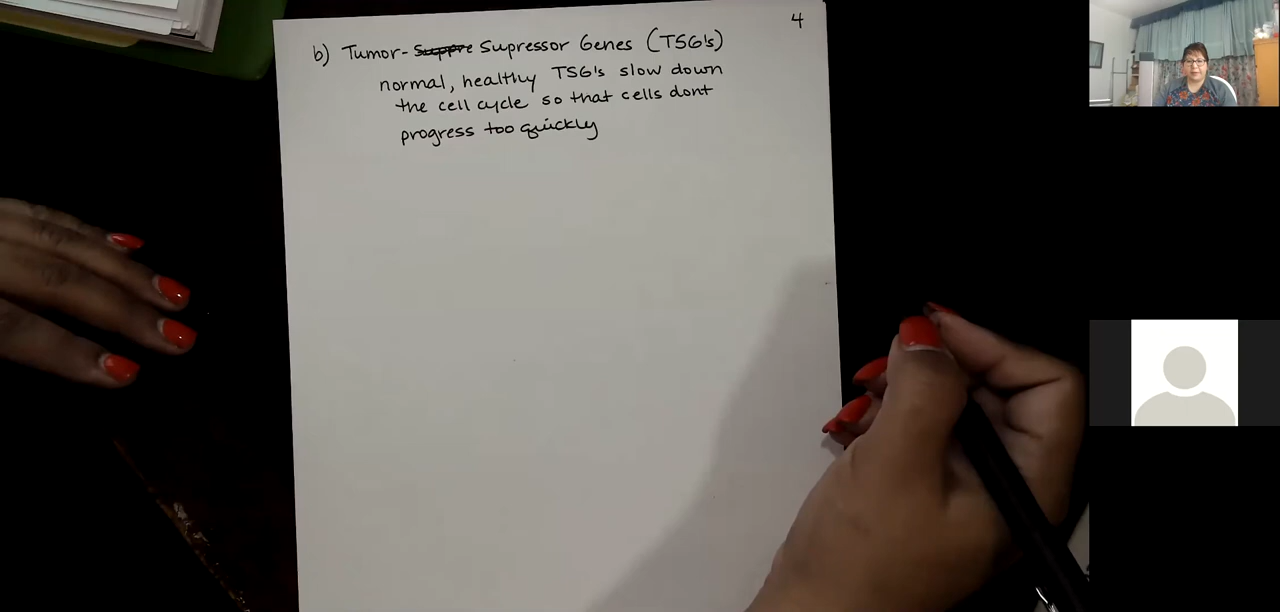 4
b) Tumor- Suppre Supressor Genes (TSG's)
normal, healthy TSG's slow down
the cell cycle so that cells dont
progress too quickly